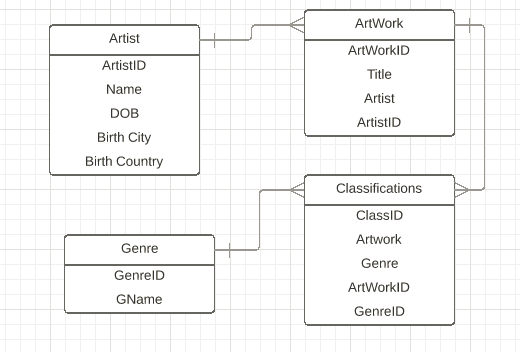 Artist
ArtistID
Name
DOB
Birth City
Birth Country
ArtWork
ArtWorkID
Title
Artist
ArtistID
Genre
GenreID
GName
Classifications
ClassID
Artwork
Genre
ArtWorkID
GenreID